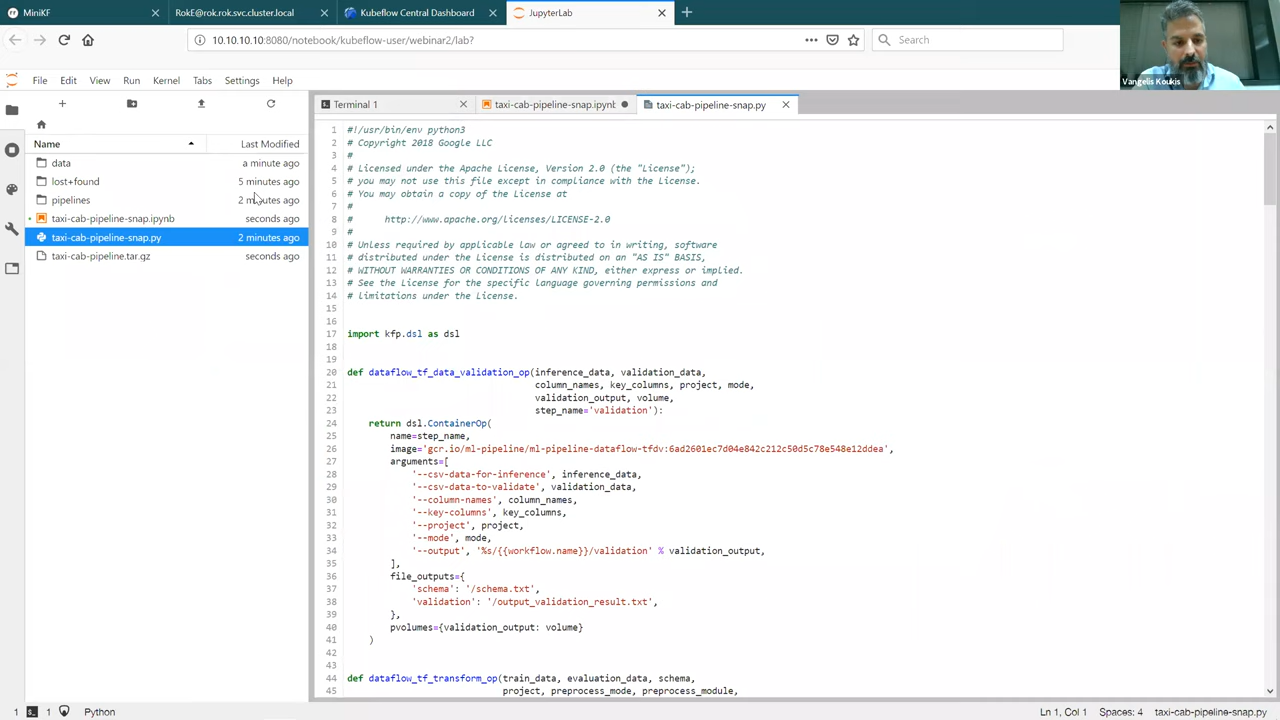 MiniKF
RokE@rok.rok.svc.cluster.local
Kubeflow Central Dashboard
JupyterLab
10.10.10.10:8080/notebook/kubeflow-user/webinar2/lab?
Search
Vangelis Koukis
File Edit View Run Kernel Tabs Settings Help
Terminal 1
taxi-cab-pipeline-snap.ipynb
taxi-cab-pipeline-snap.py
Name Last Modified
data a minute ago
lost+found 5 minutes ago
pipelines 2 minutes ago
taxi-cab-pipeline-snap.ipynb seconds ago
taxi-cab-pipeline-snap.py 2 minutes ago
taxi-cab-pipeline.tar.gz seconds ago
1 #!/usr/bin/env python3
2 # Copyright 2018 Google LLC
3 #
4 # Licensed under the Apache License, Version 2.0 (the "License");
5 # you may not use this file except in compliance with the License.
6 # You may obtain a copy of the License at
7 #
8 #     http://www.apache.org/licenses/LICENSE-2.0
9 #
10 # Unless required by applicable law or agreed to in writing, software
11 # distributed under the License is distributed on an "AS IS" BASIS,
12 # WITHOUT WARRANTIES OR CONDITIONS OF ANY KIND, either express or implied.
13 # See the License for the specific language governing permissions and
14 # limitations under the License.
15
16
17 import kfp.dsl as dsl
18
19
20 def dataflow_tf_data_validation_op(inference_data, validation_data,
21 column_names, key_columns, project, mode,
22 validation_output, volume,
23 step_name='validation'):
24 return dsl.ContainerOp(
25 name=step_name,
26 image='gcr.io/ml-pipeline/ml-pipeline-dataflow-tfdv:6ad2601ec7d04e842c212c50d5c78e548e12ddea',
27 arguments=[
28 '--csv-data-for-inference', inference_data,
29 '--csv-data-to-validate', validation_data,
30 '--column-names', column_names,
31 '--key-columns', key_columns,
32 '--project', project,
33 '--mode', mode,
34 '--output', '%s/{{workflow.name}}/validation' % validation_output,
35 ],
36 file_outputs={
37 'schema': '/schema.txt',
38 'validation': '/output_validation_result.txt',
39 },
40 pvolumes={validation_output: volume}
41 )
42
43
44 def dataflow_tf_transform_op(train_data, evaluation_data, schema,
45 project, preprocess_mode, preprocess_module,
1 1 Python
Ln 1, Col 1 Spaces: 4 taxi-cab-pipeline-snap.py